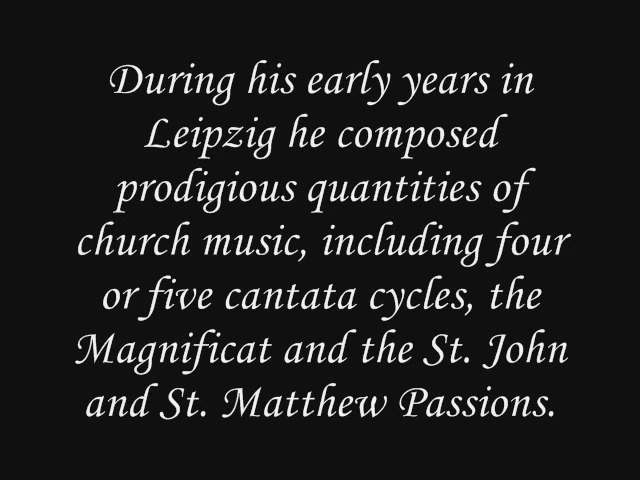 During his early years in
Leipzig he composed
prodigious quantities of
church music, including four
or five cantata cycles, the
Magnificat and the St. John
and St. Matthew Passions.